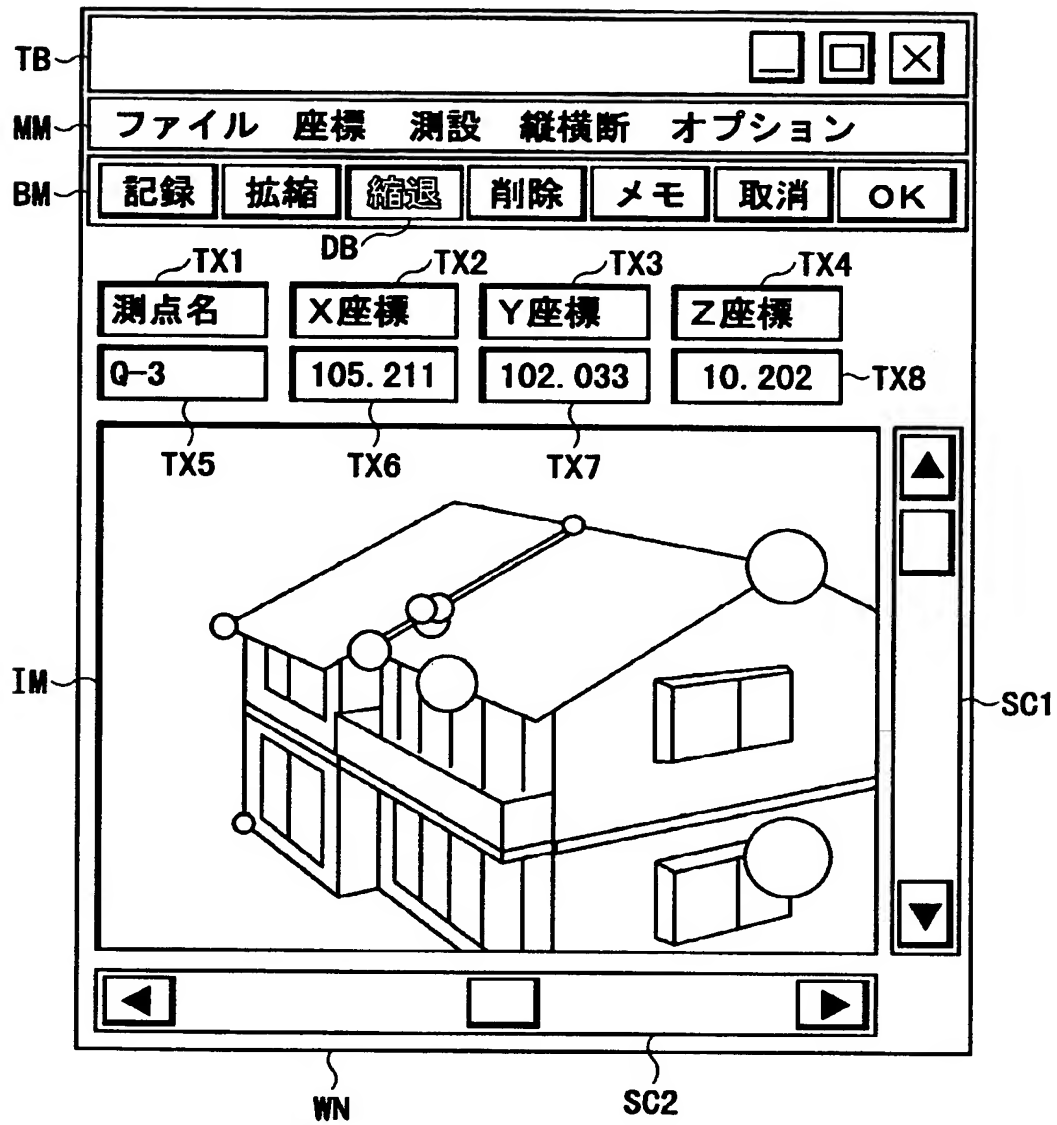 TB
MM ファイル 座標 測設 縦横断 オプション
BM 記録 拡縮 縮退 削除 メモ 取消 OK
DB
TX1 TX2 TX3 TX4
測点名 X座標 Y座標 Z座標
Q-3 105.211 102.033 10.202 TX8
TX5 TX6 TX7
IM
SC1
WN SC2